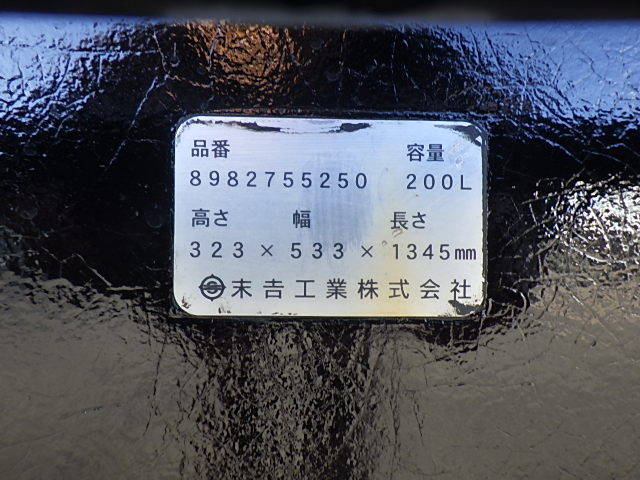 品番 容量
8982755250 200L
高さ 幅 長さ
323×533×1345mm
末吉工業株式会社